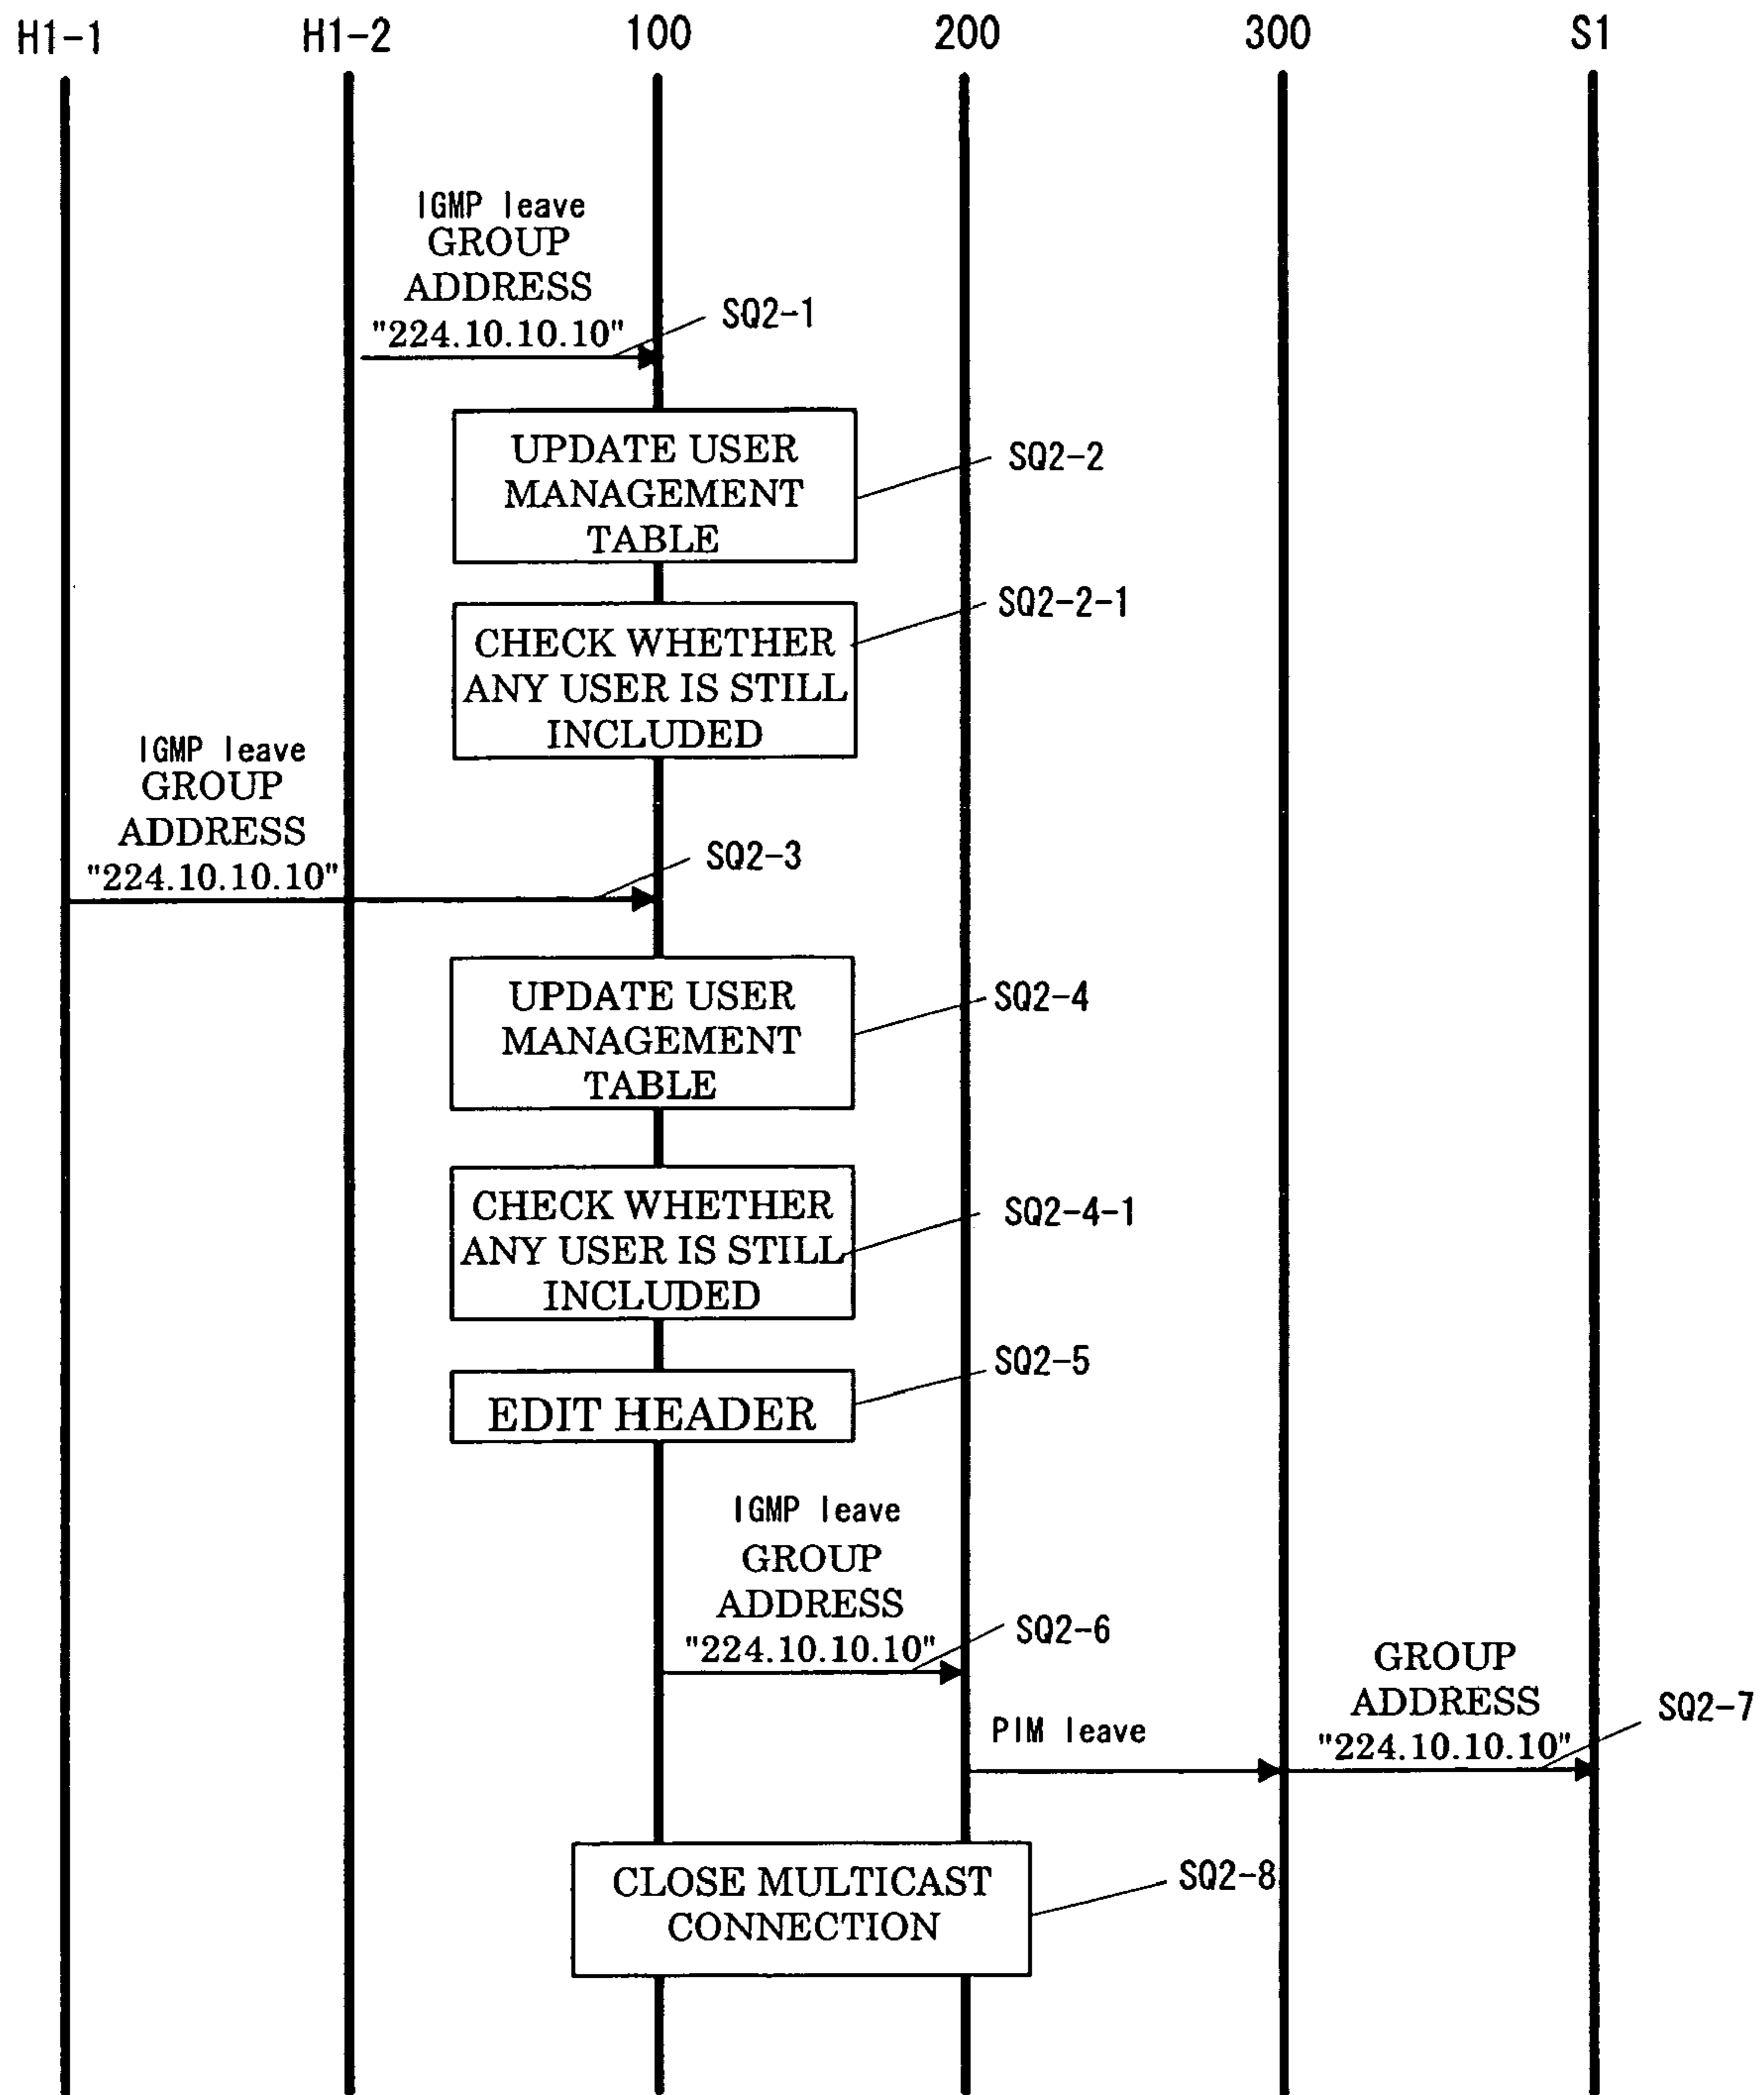 H1-1 H1-2 100 200 300 S1
IGMP leave
GROUP
ADDRESS
"224.10.10.10"
SQ2-1
UPDATE USER
MANAGEMENT
TABLE
SQ2-2
CHECK WHETHER
ANY USER IS STILL
INCLUDED
SQ2-2-1
IGMP leave
GROUP
ADDRESS
"224.10.10.10"
SQ2-3
UPDATE USER
MANAGEMENT
TABLE
SQ2-4
CHECK WHETHER
ANY USER IS STILL
INCLUDED
SQ2-4-1
EDIT HEADER
SQ2-5
IGMP leave
GROUP
ADDRESS
"224.10.10.10"
SQ2-6
PIM leave
GROUP
ADDRESS
"224.10.10.10"
SQ2-7
CLOSE MULTICAST
CONNECTION
SQ2-8